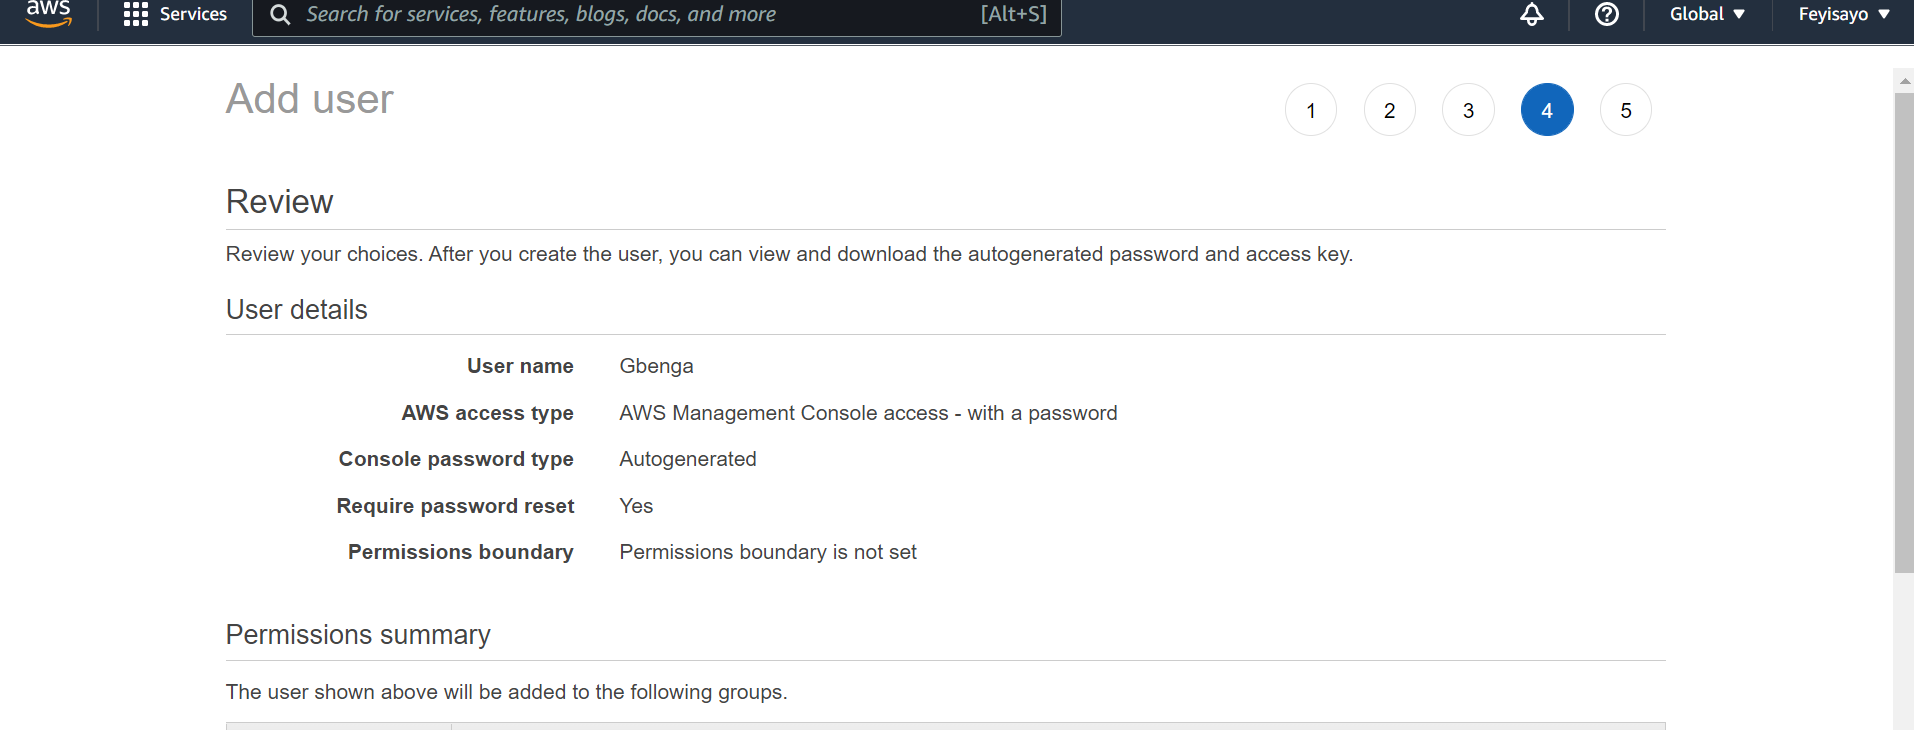 aws Services Search for services, features, blogs, docs, and more [Alt+S] Global Feyisayo
Add user 1 2 3 4 5
Review
Review your choices. After you create the user, you can view and download the autogenerated password and access key.
User details
User name Gbenga
AWS access type AWS Management Console access - with a password
Console password type Autogenerated
Require password reset Yes
Permissions boundary Permissions boundary is not set
Permissions summary
The user shown above will be added to the following groups.